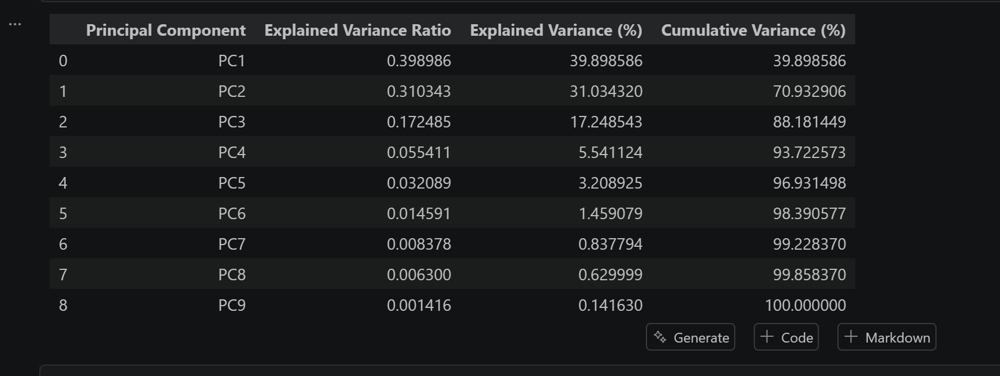 ...
Principal Component Explained Variance Ratio Explained Variance (%) Cumulative Variance (%)
0 PC1 0.398986 39.898586 39.898586
1 PC2 0.310343 31.034320 70.932906
2 PC3 0.172485 17.248543 88.181449
3 PC4 0.055411 5.541124 93.722573
4 PC5 0.032089 3.208925 96.931498
5 PC6 0.014591 1.459079 98.390577
6 PC7 0.008378 0.837794 99.228370
7 PC8 0.006300 0.629999 99.858370
8 PC9 0.001416 0.141630 100.000000
Generate + Code + Markdown